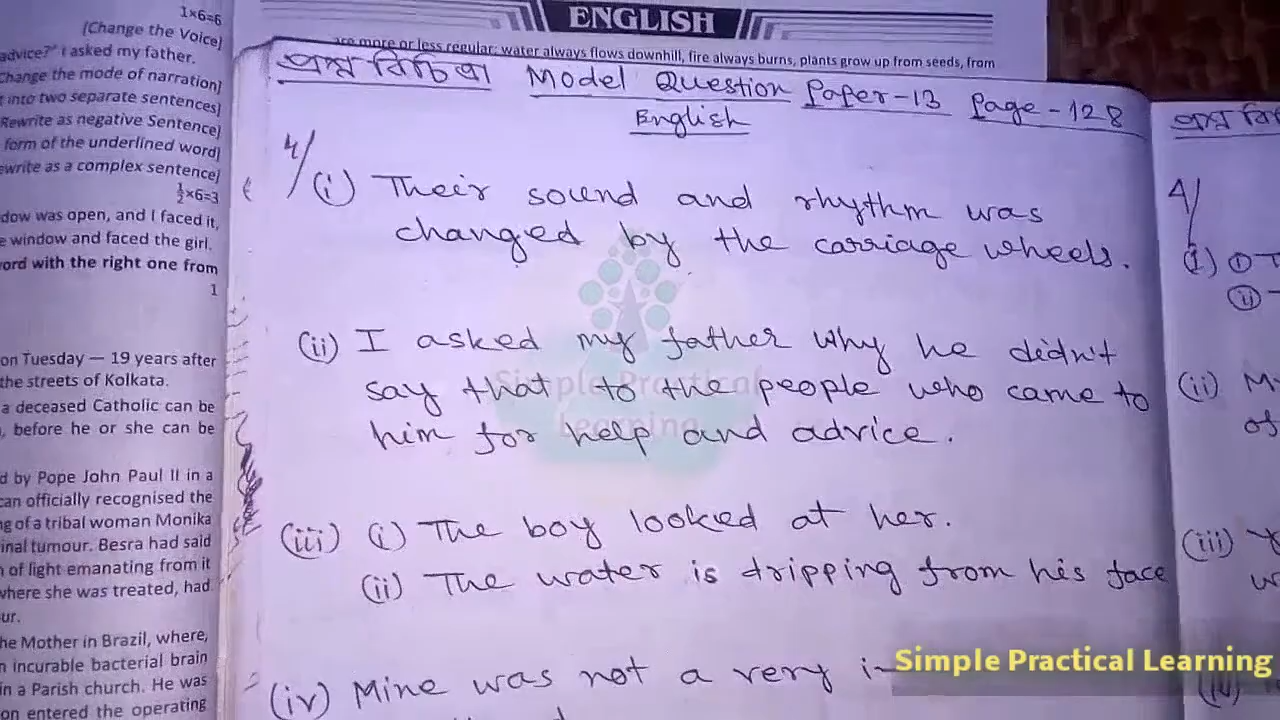 1×6=6
[Change the Voice]
advice?" I asked my father.
Change the mode of narration]
into two separate sentences]
Rewrite as negative Sentence]
form of the underlined word]
ewrite as a complex sentence]
½×6=3
dow was open, and I faced it,
e window and faced the girl.
ord with the right one from
1
on Tuesday — 19 years after
the streets of Kolkata.
a deceased Catholic can be
, before he or she can be
d by Pope John Paul II in a
can officially recognised the
ng of a tribal woman Monika
inal tumour. Besra had said
of light emanating from it
where she was treated, had
ur.
he Mother in Brazil, where,
n incurable bacterial brain
in a Parish church. He was
on entered the operating
ENGLISH
are more or less regular; water always flows downhill, fire always burns, plants grow up from seeds, from
প্রশ্ন বিচিত্রা Model Question Paper-13 Page-128
English
4/
(i) Their sound and rhythm was
changed by the carriage wheels.
(ii) I asked my father why he didn't
say that to the people who came to
him for help and advice.
(iii) (i) The boy looked at her.
(ii) The water is dripping from his face
(iv) Mine was not a very i
প্রশ্ন বি
4/
(i) (i) T
(ii)
(ii) M
of
(iii) Y
w
Simple Practical
Learning
Simple Practical Learning